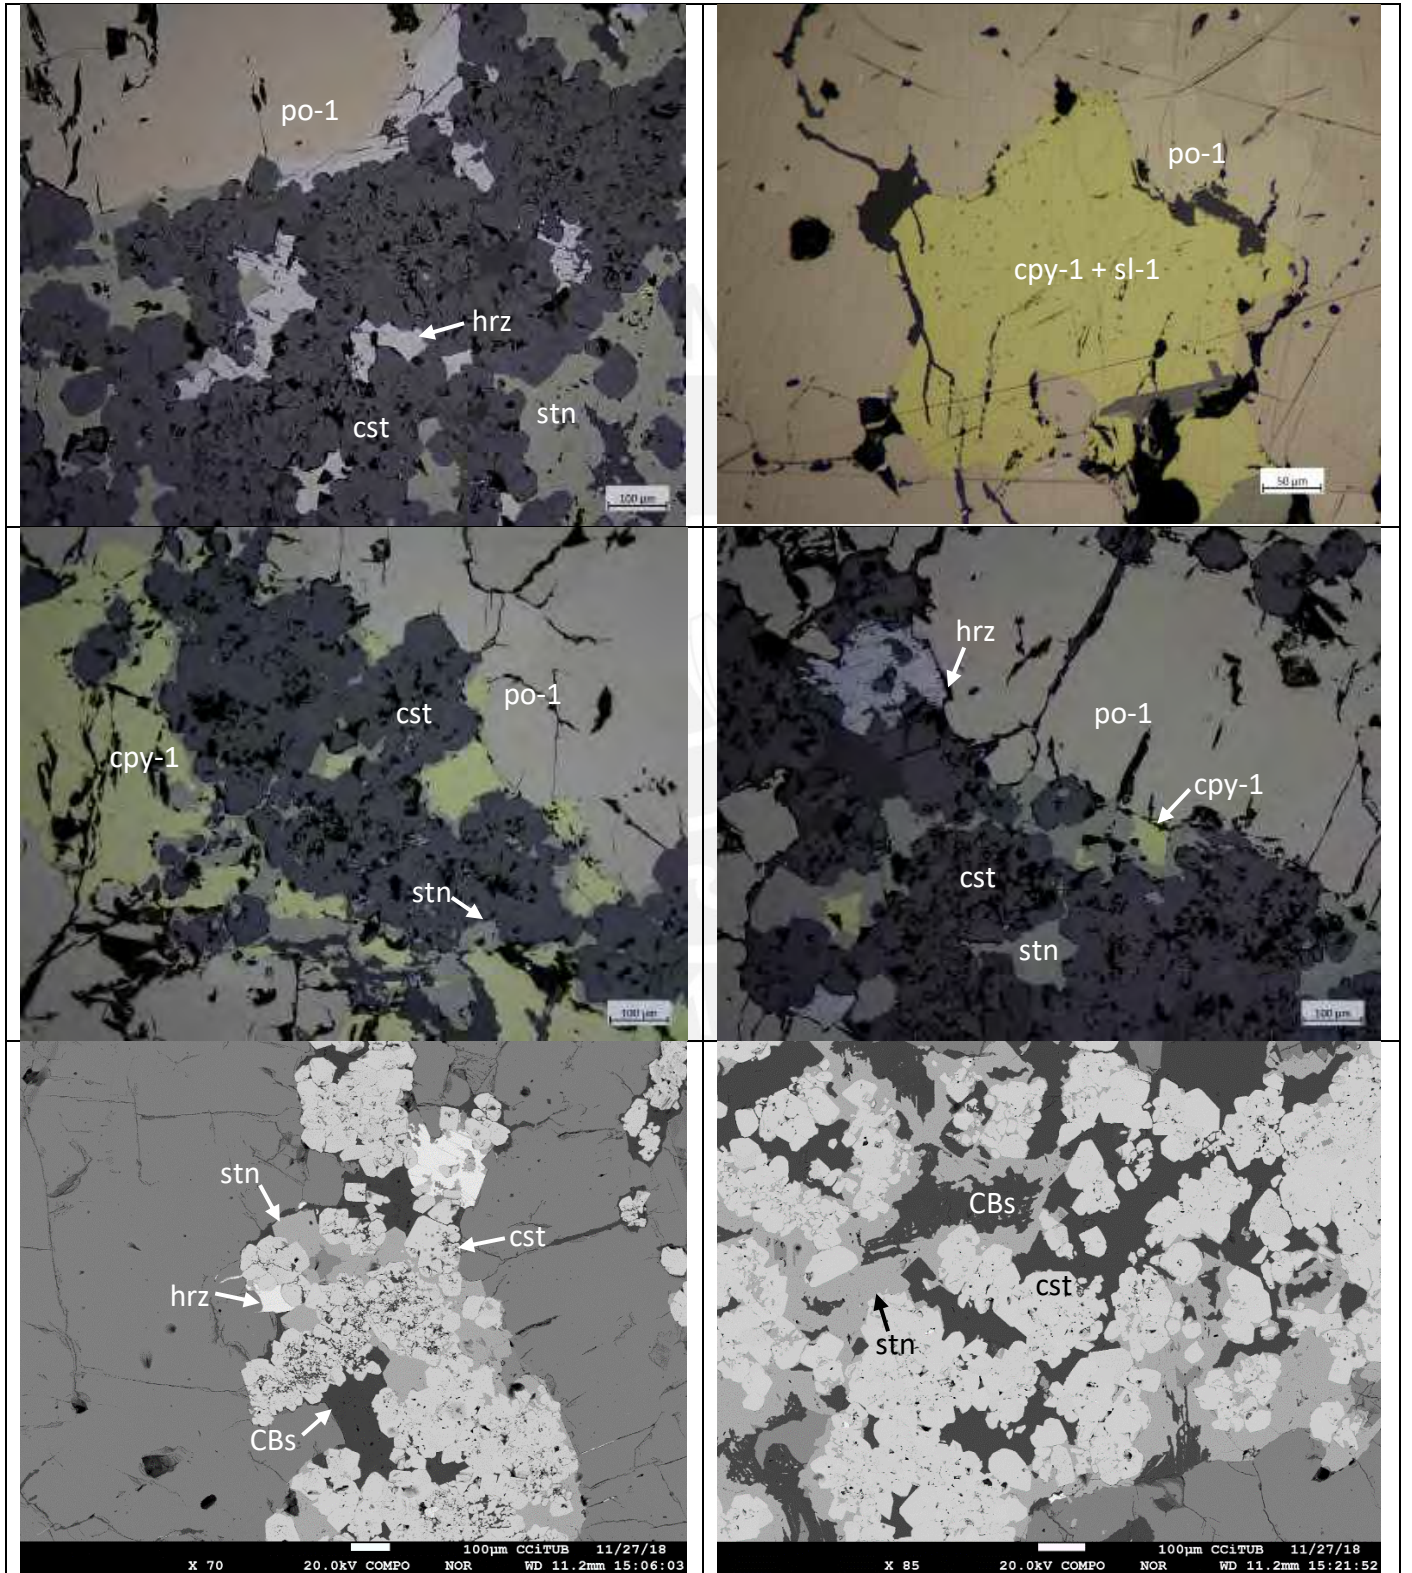 po-1
hrz
stn
cst
100 µm
po-1
cpy-1 + sl-1
50 µm
po-1
cst
cpy-1
stn
100 µm
hrz
po-1
cpy-1
cst
stn
100 µm
stn
cst
hrz
CBs
100µm CCiTUB 11/27/18
X 70 20.0kV COMPO NOR WD 11.2mm 15:06:03
CBs
cst
stn
100µm CCiTUB 11/27/18
X 85 20.0kV COMPO NOR WD 11.2mm 15:21:52